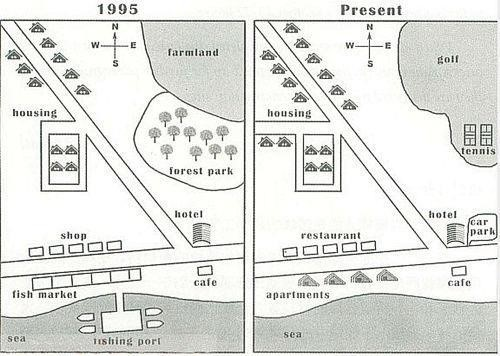 1995
N
W E
S
farmland
housing
forest park
hotel
shop
cafe
fish market
sea
fishing port
Present
N
W E
S
golf
housing
tennis
hotel
car
park
restaurant
cafe
apartments
sea